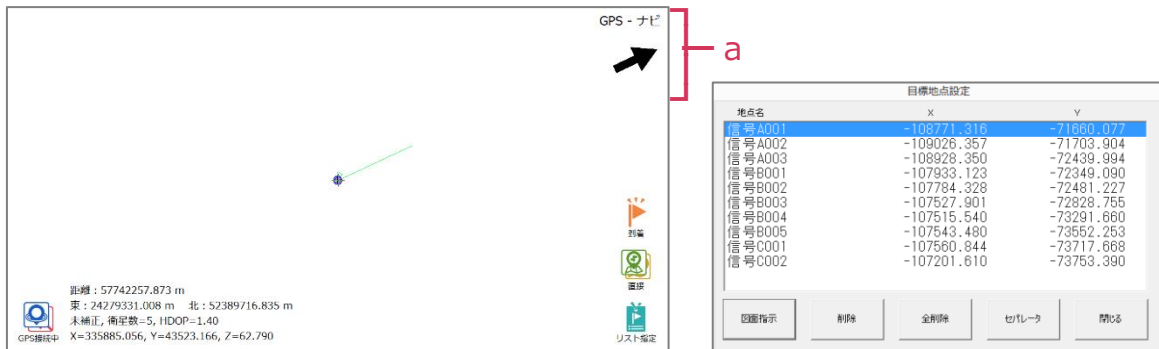 GPS - ナビ
a
到着
直接
リスト指定
距離 : 57742257.873 m
東 : 24279331.008 m 北 : 52389716.835 m
未補正, 衛星数=5, HDOP=1.40
X=335885.056, Y=43523.166, Z=62.790
GPS接続中
目標地点設定
地点名 X Y
信号A001 -108771.316 -71660.077
信号A002 -109026.357 -71703.904
信号A003 -108928.350 -72439.994
信号B001 -107933.123 -72349.090
信号B002 -107784.328 -72481.227
信号B003 -107527.901 -72828.755
信号B004 -107515.540 -73291.660
信号B005 -107543.480 -73552.253
信号C001 -107560.844 -73717.668
信号C002 -107201.610 -73753.390
図面指示 削除 全削除 セパレータ 閉じる